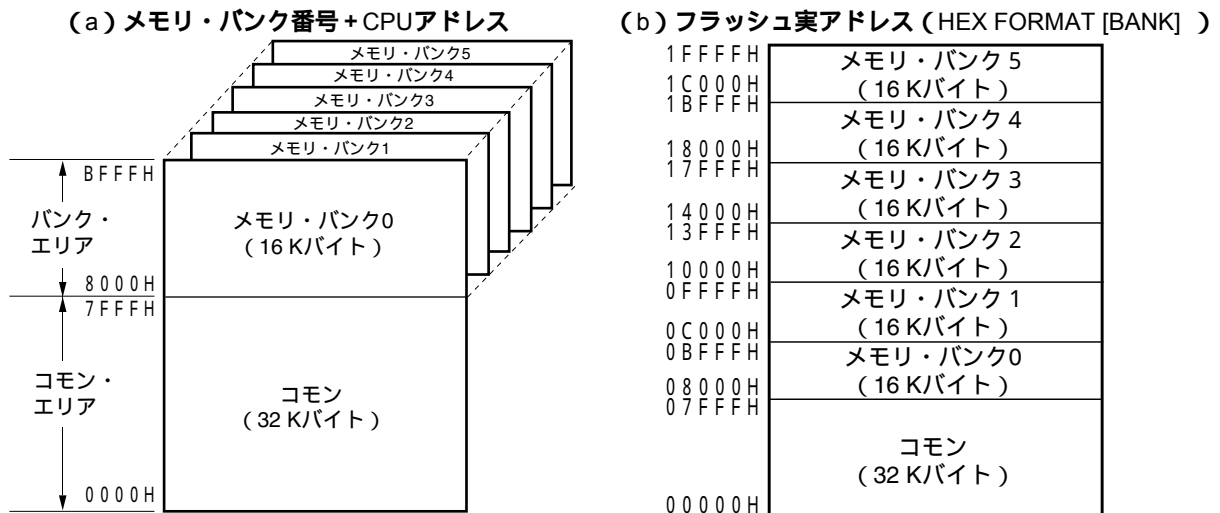 (a)メモリ・バンク番号+CPUアドレス
メモリ・バンク5
メモリ・バンク4
メモリ・バンク3
メモリ・バンク2
メモリ・バンク1
BFFFH
バンク・
エリア
メモリ・バンク0
(16 Kバイト)
8000H
7FFFH
コモン・
エリア
コモン
(32 Kバイト)
0000H
(b)フラッシュ実アドレス(HEX FORMAT [BANK] )
1FFFFH
メモリ・バンク 5
1C000H
(16 Kバイト)
1BFFFH
メモリ・バンク 4
18000H
(16 Kバイト)
17FFFH
メモリ・バンク 3
14000H
(16 Kバイト)
13FFFH
メモリ・バンク 2
10000H
(16 Kバイト)
0FFFFH
メモリ・バンク 1
0C000H
(16 Kバイト)
0BFFFH
メモリ・バンク0
08000H
(16 Kバイト)
07FFFH
コモン
(32 Kバイト)
00000H